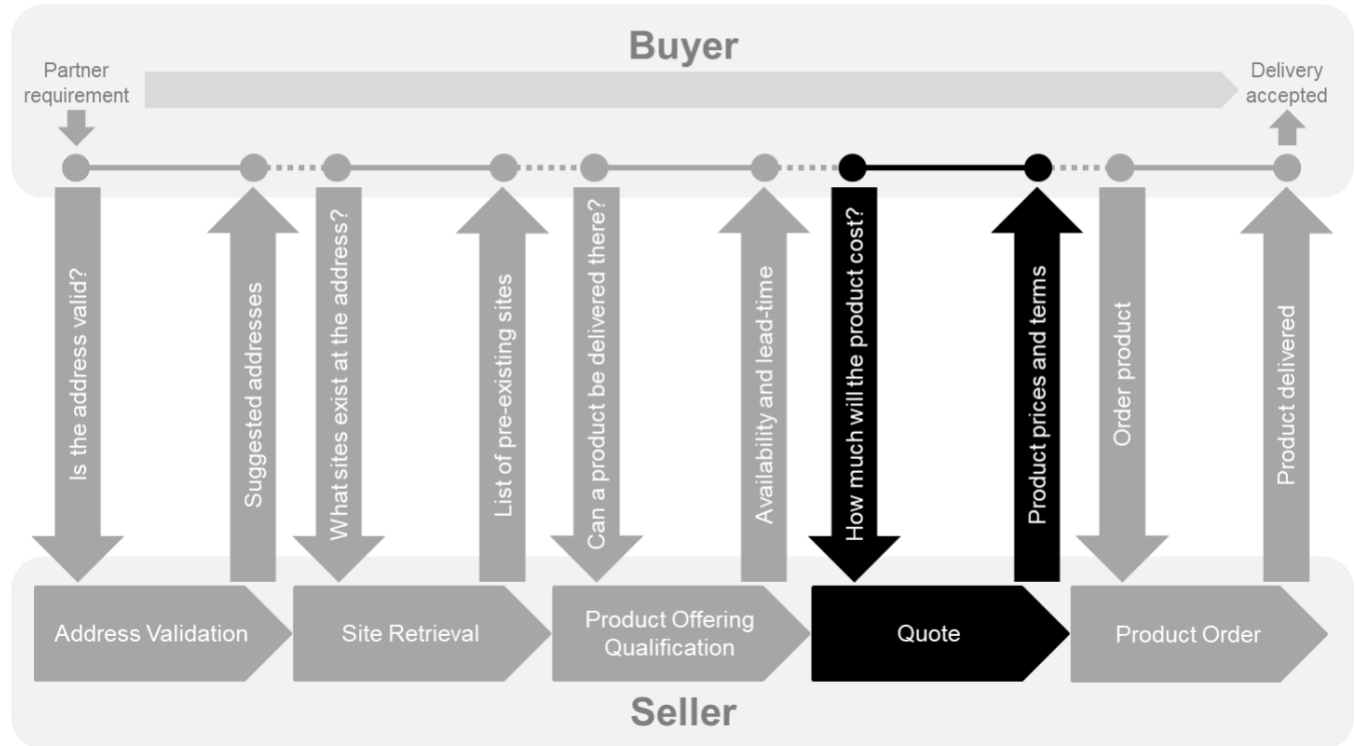 Buyer
Partner
requirement
Delivery
accepted
Is the address valid?
Suggested addresses
What sites exist at the address?
List of pre-existing sites
Can a product be delivered there?
Availability and lead-time
How much will the product cost?
Product prices and terms
Order product
Product delivered
Address Validation
Site Retrieval
Product Offering
Qualification
Quote
Product Order
Seller